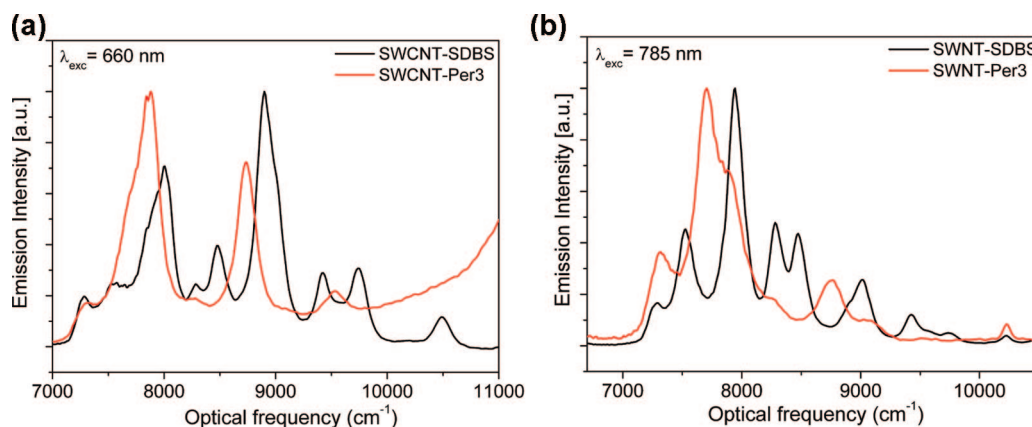 (a)
λexc= 660 nm
SWCNT-SDBS
SWCNT-Per3
Emission Intensity [a.u.]
7000 8000 9000 10000 11000
Optical frequency (cm-1)
(b)
λexc= 785 nm
SWNT-SDBS
SWNT-Per3
Emission Intensity [a.u.]
7000 8000 9000 10000
Optical frequency (cm-1)